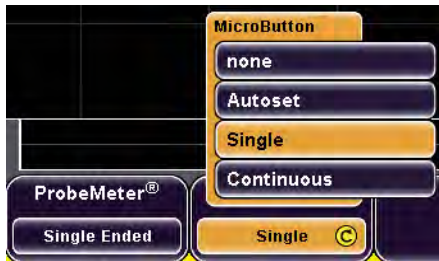 MicroButton
none
Autoset
Single
Continuous
ProbeMeter®
Single Ended
Single C